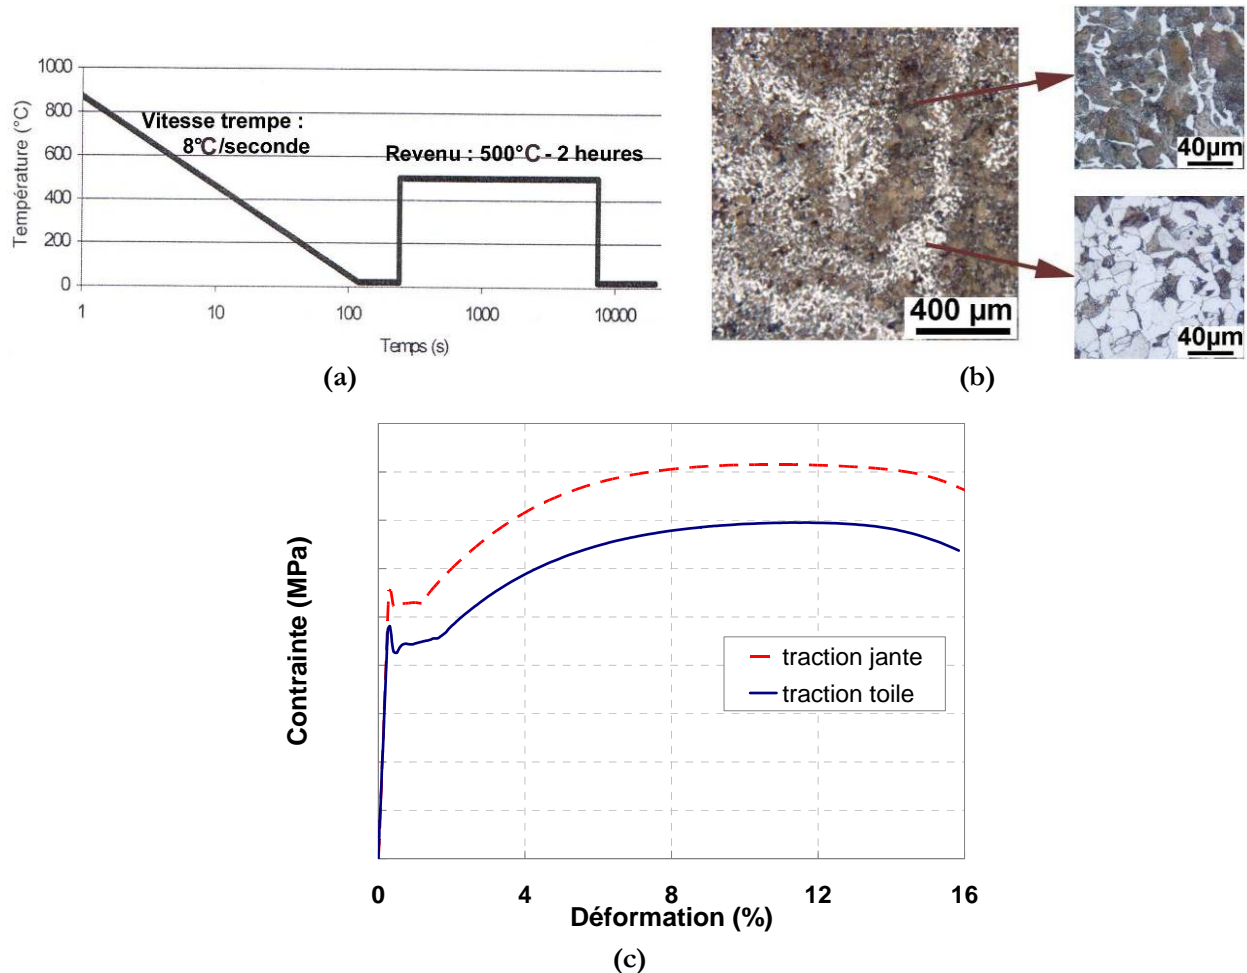 1000
800
600
400
200
0
Température (°C)
Vitesse trempe :
8°C/seconde
Revenu : 500°C - 2 heures
1
10
100
1000
10000
Temps (s)
(a)
400 µm
40µm
40µm
(b)
Contrainte (MPa)
traction jante
traction toile
0
4
8
12
16
Déformation (%)
(c)